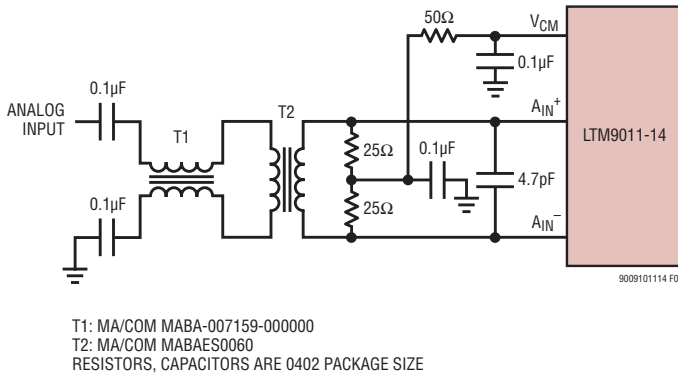 50Ω
VCM
0.1µF
0.1µF
ANALOG
INPUT
T1
T2
AIN+
LTM9011-14
25Ω
0.1µF
4.7pF
0.1µF
25Ω
AIN–
9009101114 F0
T1: MA/COM MABA-007159-000000
T2: MA/COM MABAES0060
RESISTORS, CAPACITORS ARE 0402 PACKAGE SIZE